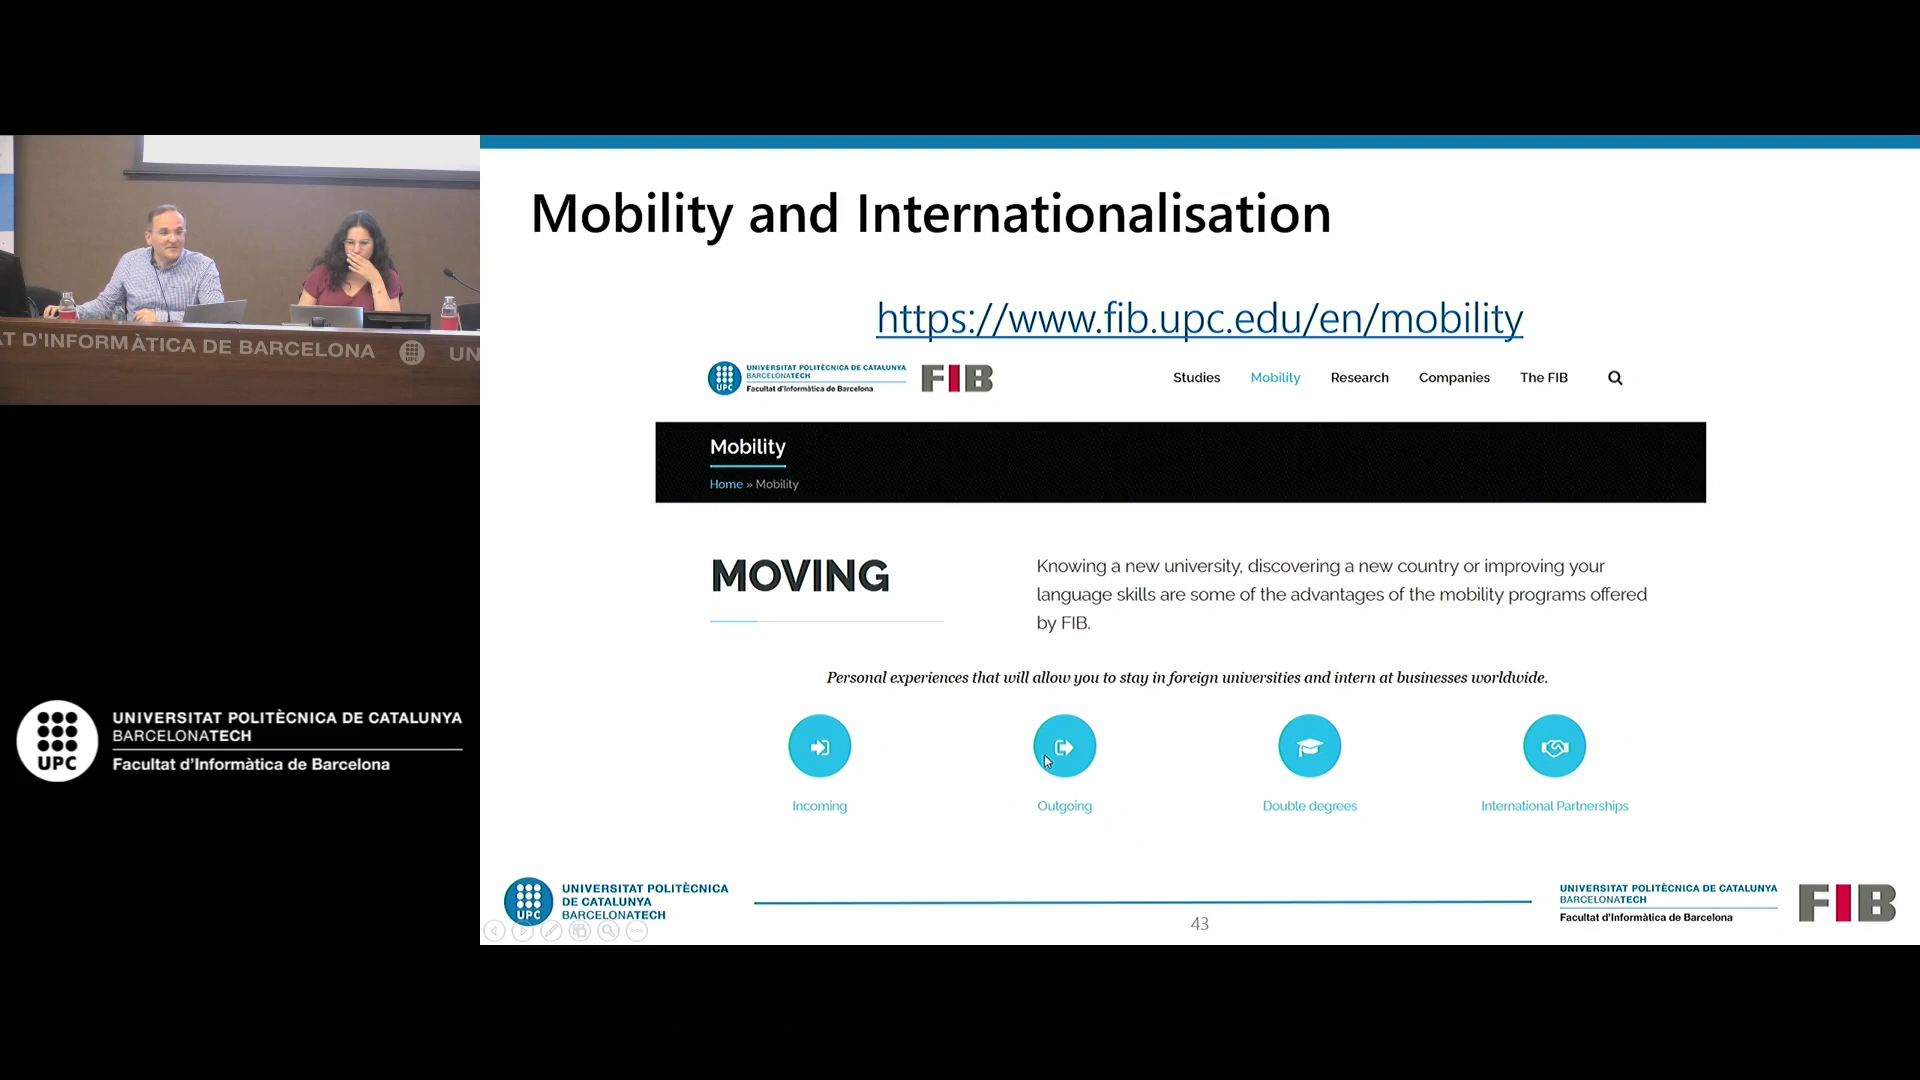 Mobility and Internationalisation
https://www.fib.upc.edu/en/mobility
UNIVERSITAT POLITÈCNICA DE CATALUNYA
BARCELONATECH
Facultat d'Informàtica de Barcelona
FIB
Studies Mobility Research Companies The FIB
UPC
Mobility
Home » Mobility
MOVING
Knowing a new university, discovering a new country or improving your
language skills are some of the advantages of the mobility programs offered
by FIB.
Personal experiences that will allow you to stay in foreign universities and intern at businesses worldwide.
Incoming Outgoing Double degrees International Partnerships
UNIVERSITAT POLITÈCNICA
DE CATALUNYA
BARCELONATECH
UPC
43
UNIVERSITAT POLITÈCNICA DE CATALUNYA
BARCELONATECH
Facultat d'Informàtica de Barcelona
FIB
AT D'INFORMÀTICA DE BARCELONA UPC UN
UNIVERSITAT POLITÈCNICA DE CATALUNYA
BARCELONATECH
UPC
Facultat d'Informàtica de Barcelona